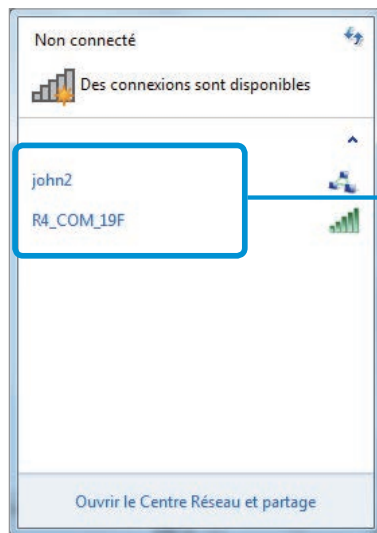 Non connecté
Des connexions sont disponibles
john2
R4_COM_19F
Ouvrir le Centre Réseau et partage